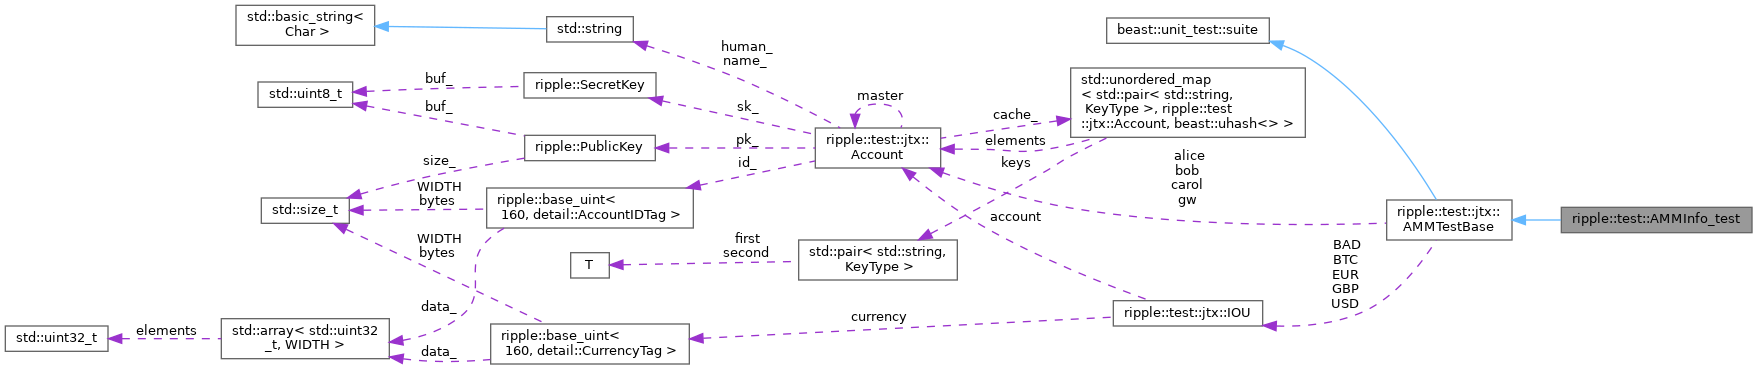 std::basic_string<
Char >
std::string
human_
name_
beast::unit_test::suite
std::uint8_t
buf_
buf_
ripple::SecretKey
sk_
master
std::unordered_map
< std::pair< std::string,
KeyType >, ripple::test
::jtx::Account, beast::uhash<> >
cache_
elements
keys
ripple::PublicKey
pk_
ripple::test::jtx::
Account
size_
id_
alice
bob
carol
gw
std::size_t
WIDTH
bytes
ripple::base_uint<
160, detail::AccountIDTag >
account
ripple::test::jtx::
AMMTestBase
ripple::test::AMMInfo_test
WIDTH
bytes
T
first
second
std::pair< std::string,
KeyType >
BAD
BTC
EUR
GBP
USD
data_
std::uint32_t
elements
std::array< std::uint32
_t, WIDTH >
data_
ripple::base_uint<
160, detail::CurrencyTag >
currency
ripple::test::jtx::IOU